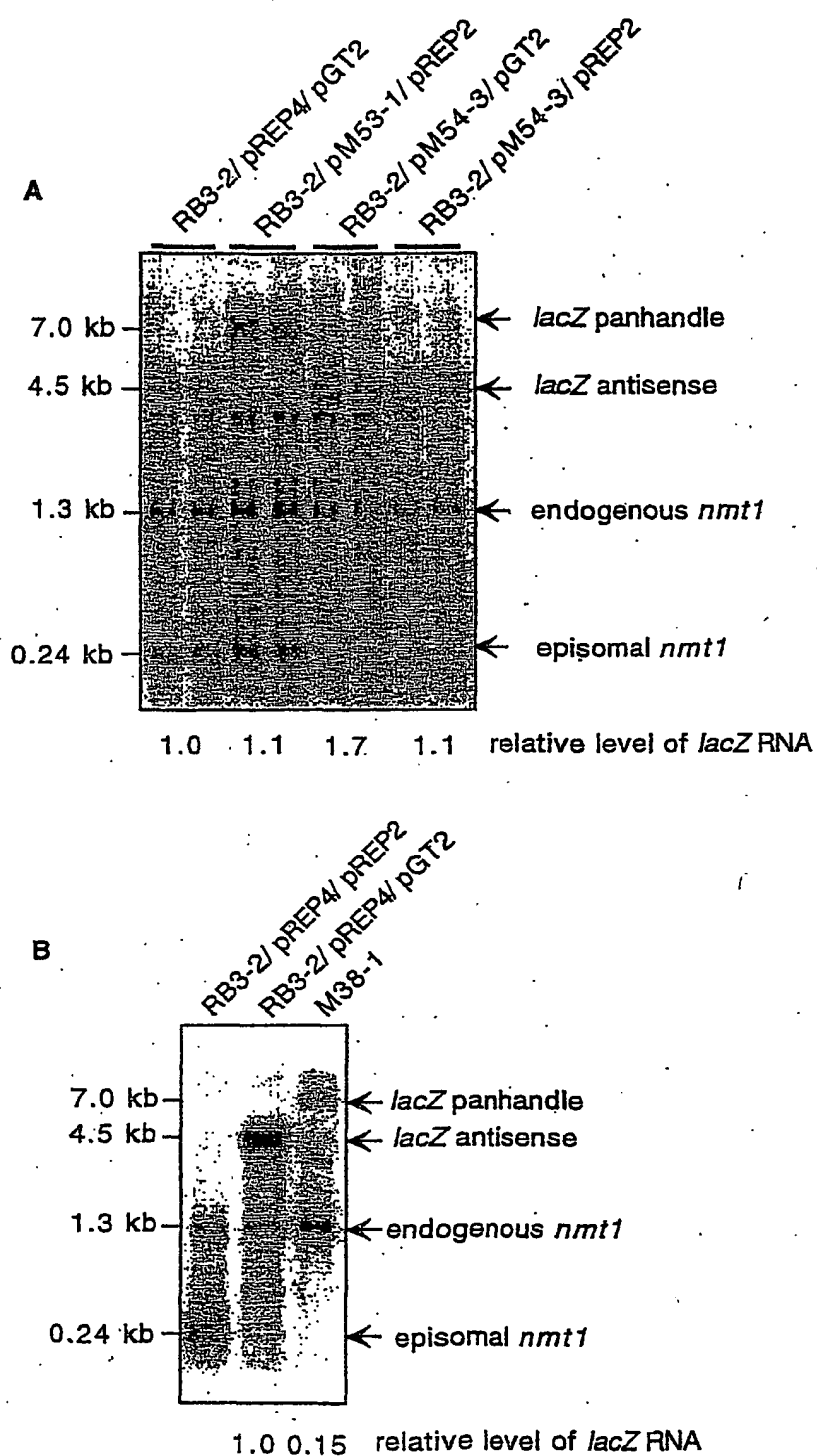 A
RB3-2/ pREP4/ pGT2
RB3-2/ pM53-1/ pREP2
RB3-2/ pM54-3/ pGT2
RB3-2/ pM54-3/ pREP2
7.0 kb
lacZ panhandle
4.5 kb
lacZ antisense
1.3 kb
endogenous nmt1
0.24 kb
episomal nmt1
1.0 1.1 1.7 1.1 relative level of lacZ RNA
B
RB3-2/ pREP4/ pREP2
RB3-2/ pREP4/ pGT2
M38-1
7.0 kb
lacZ panhandle
4.5 kb
lacZ antisense
1.3 kb
endogenous nmt1
0.24 kb
episomal nmt1
1.0 0.15 relative level of lacZ RNA